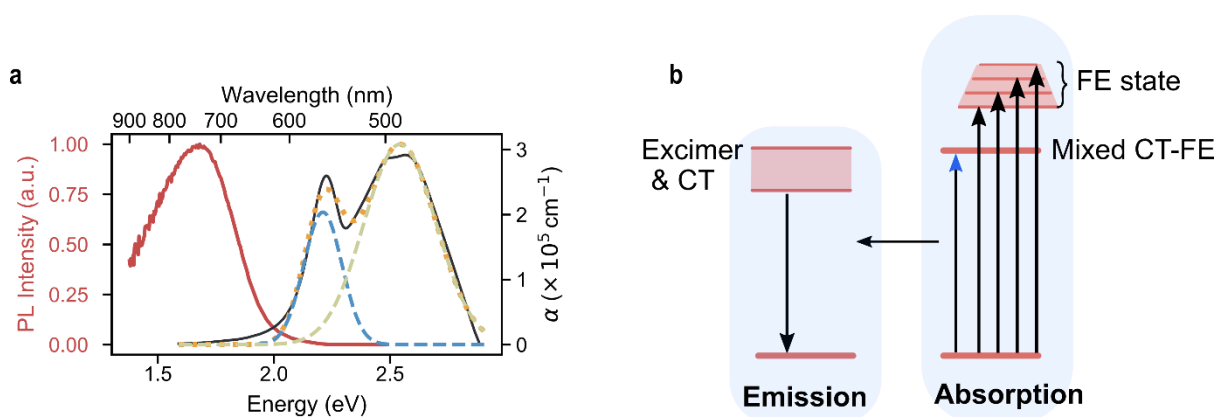 a
Wavelength (nm)
900 800 700 600 500
1.00
0.75
0.50
0.25
0.00
PL Intensity (a.u.)
3
2
1
0
α (× 10⁵ cm⁻¹)
1.5 2.0 2.5
Energy (eV)
b
FE state
Mixed CT-FE
Excimer
& CT
Emission
Absorption